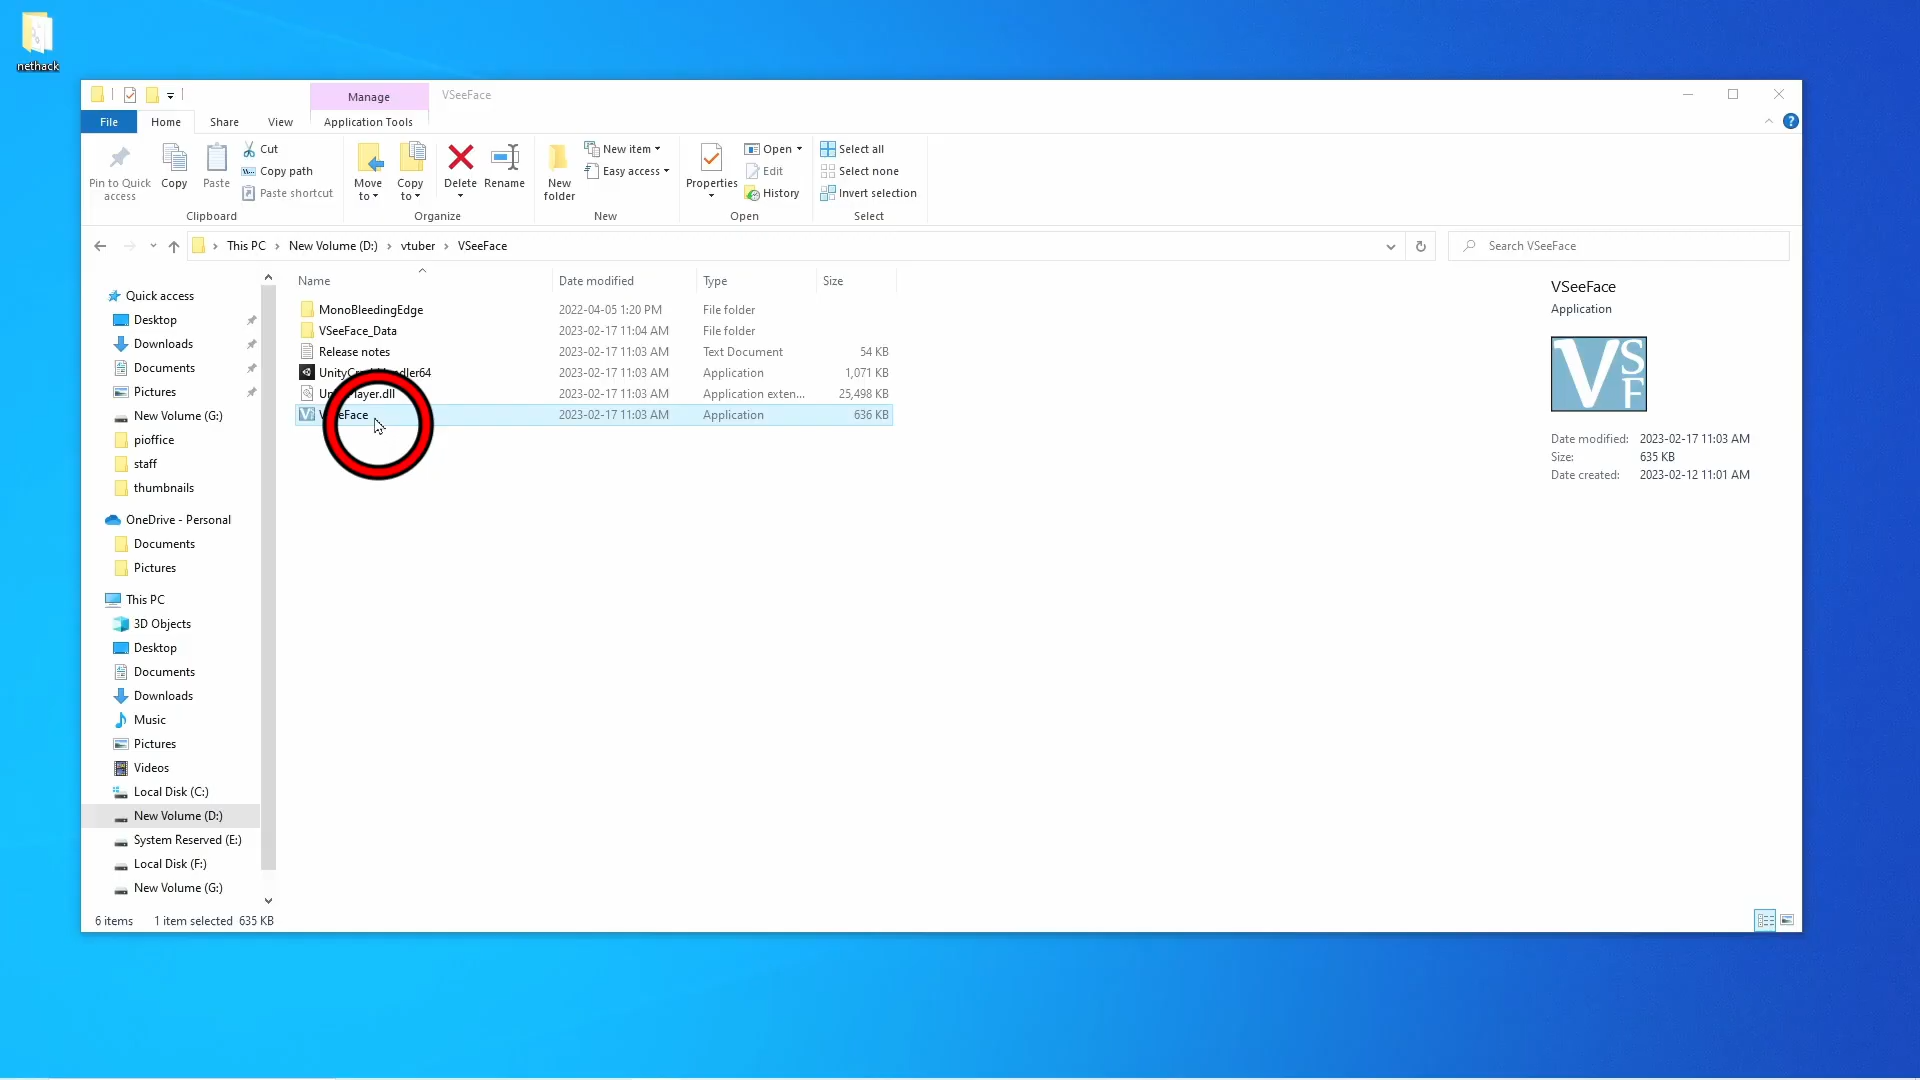 nethack
Manage
VSeeFace
File
Home
Share
View
Application Tools
Pin to Quick access
Copy
Paste
Cut
Copy path
Paste shortcut
Clipboard
Move to
Copy to
Delete
Rename
Organize
New folder
New item
Easy access
New
Properties
Open
Edit
History
Open
Select all
Select none
Invert selection
Select
This PC
New Volume (D:)
vtuber
VSeeFace
Search VSeeFace
Quick access
Desktop
Downloads
Documents
Pictures
New Volume (G:)
pioffice
staff
thumbnails
OneDrive - Personal
Documents
Pictures
This PC
3D Objects
Desktop
Documents
Downloads
Music
Pictures
Videos
Local Disk (C:)
New Volume (D:)
System Reserved (E:)
Local Disk (F:)
New Volume (G:)
Name Date modified Type Size
MonoBleedingEdge 2022-04-05 1:20 PM File folder
VSeeFace_Data 2023-02-17 11:04 AM File folder
Release notes 2023-02-17 11:03 AM Text Document 54 KB
UnityCrashHandler64 2023-02-17 11:03 AM Application 1,071 KB
UnityPlayer.dll 2023-02-17 11:03 AM Application exten... 25,498 KB
VSeeFace 2023-02-17 11:03 AM Application 636 KB
VSeeFace
Application
VSF
Date modified: 2023-02-17 11:03 AM
Size: 635 KB
Date created: 2023-02-12 11:01 AM
6 items 1 item selected 635 KB